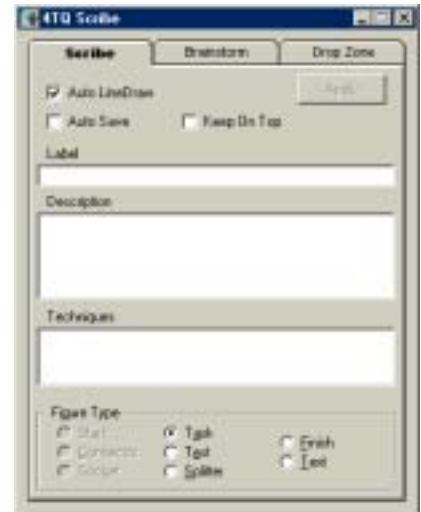 4TQ Scribe
Scribe Brainstorm Drop Zone
Auto LineDraw Apply
Auto Save Keep On Top
Label
Description
Techniques
Figure Type
Start Task
Connector Test Finish
Splitter Text